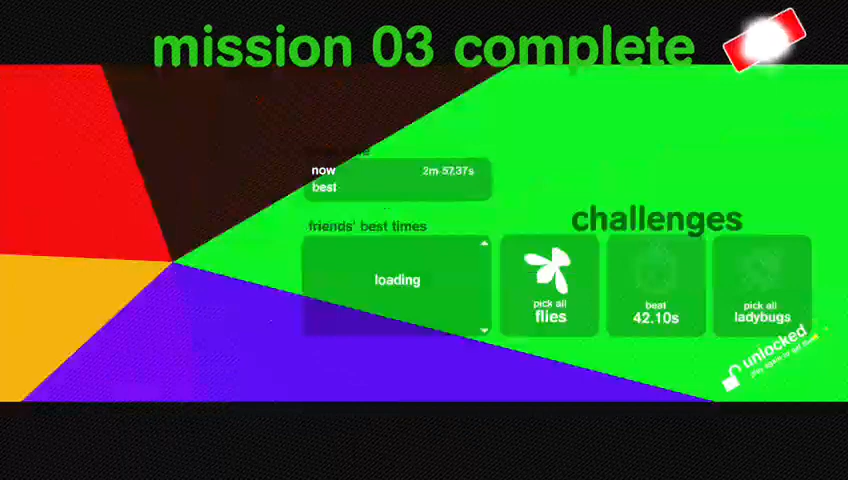 mission 03 complete
now 2m 57.37s
best
friends' best times
challenges
loading
pick all
flies
beat
42.10s
pick all
ladybugs
unlocked